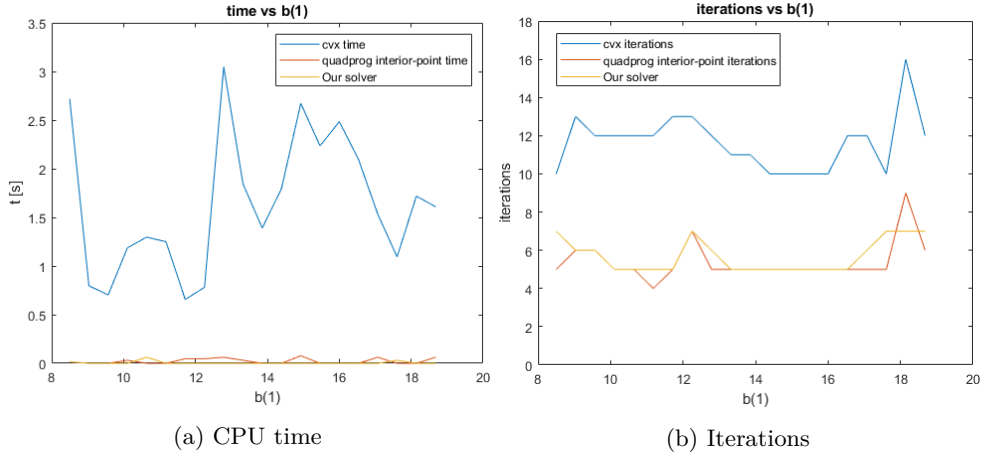 time vs b(1)
3.5
3
2.5
2
1.5
1
0.5
0
t [s]
cvx time
quadprog interior-point time
Our solver
8
10
12
14
16
18
20
b(1)
(a) CPU time
iterations vs b(1)
18
16
14
12
10
8
6
4
2
0
iterations
cvx iterations
quadprog interior-point iterations
Our solver
8
10
12
14
16
18
20
b(1)
(b) Iterations